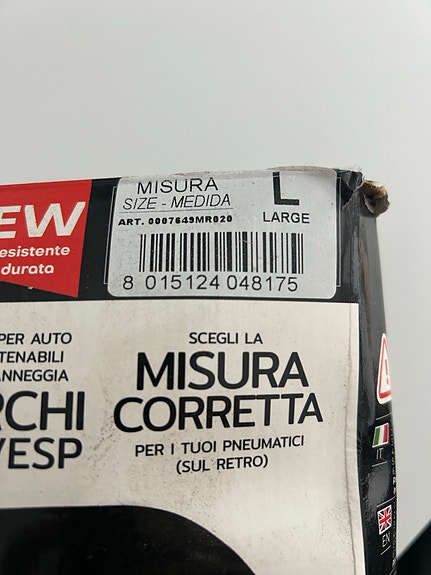 MISURA
SIZE - MEDIDA
L
LARGE
ART. 0007649MR020
8 015124 048175
EW
esistente
durata
PER AUTO
TENABILI
ANNEGGIA
RCHI
VESP
SCEGLI LA
MISURA
CORRETTA
PER I TUOI PNEUMATICI
(SUL RETRO)
IT
EN